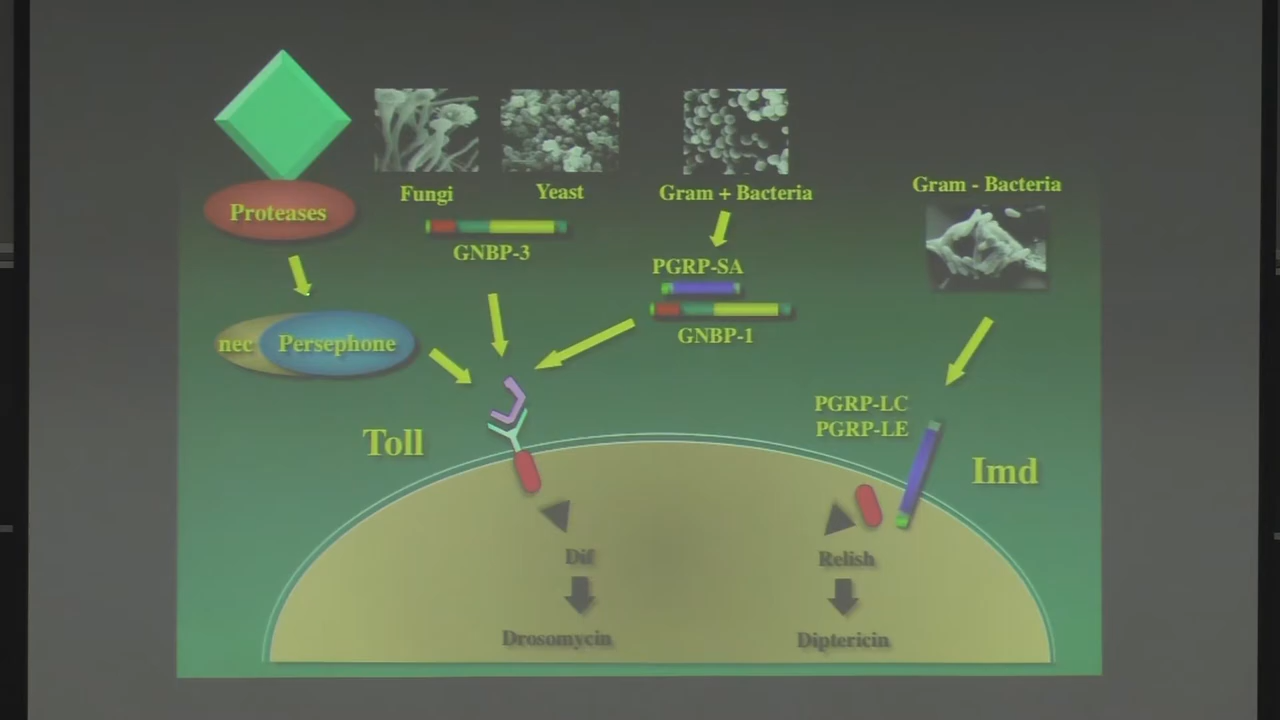 Fungi
Yeast
Gram + Bacteria
Gram - Bacteria
Proteases
GNBP-3
PGRP-SA
GNBP-1
nec
Persephone
PGRP-LC
PGRP-LE
Toll
Imd
Dif
Relish
Drosomycin
Diptericin